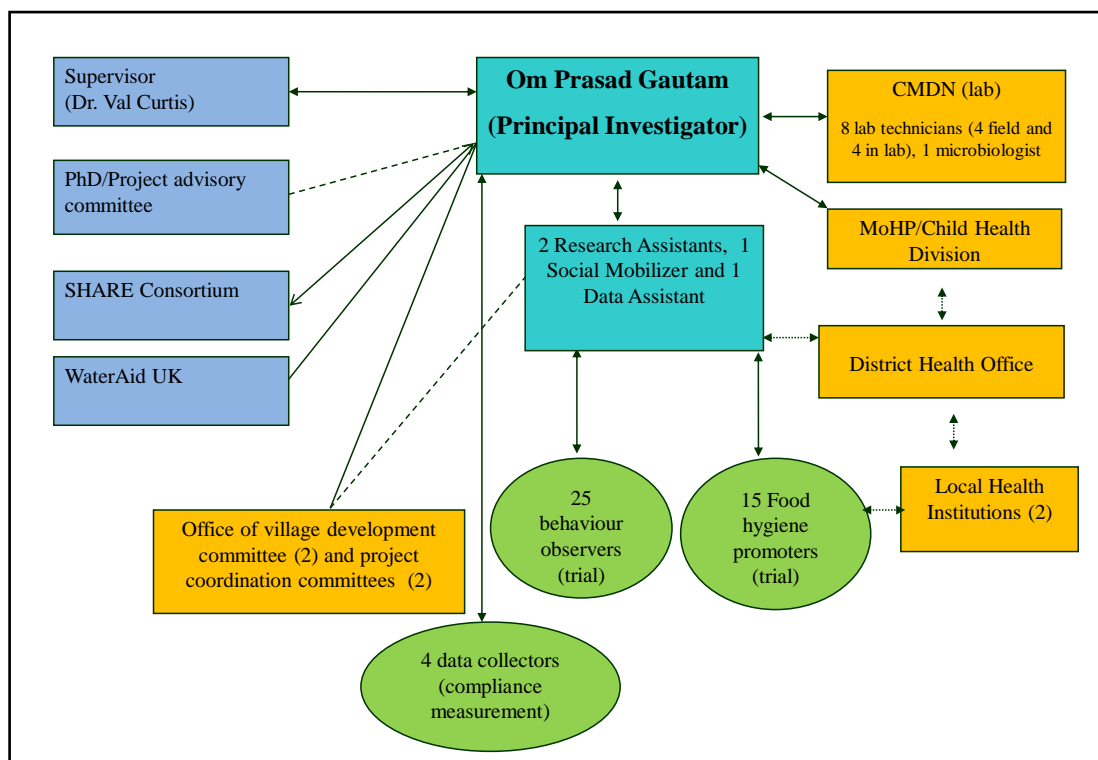 Supervisor
(Dr. Val Curtis)
Om Prasad Gautam
(Principal Investigator)
CMDN (lab)
8 lab technicians (4 field and
4 in lab), 1 microbiologist
PhD/Project advisory
committee
MoHP/Child Health
Division
2 Research Assistants, 1
Social Mobilizer and 1
Data Assistant
SHARE Consortium
WaterAid UK
District Health Office
Office of village development
committee (2) and project
coordination committees (2)
25
behaviour
observers
(trial)
15 Food
hygiene
promoters
(trial)
Local Health
Institutions (2)
4 data collectors
(compliance
measurement)